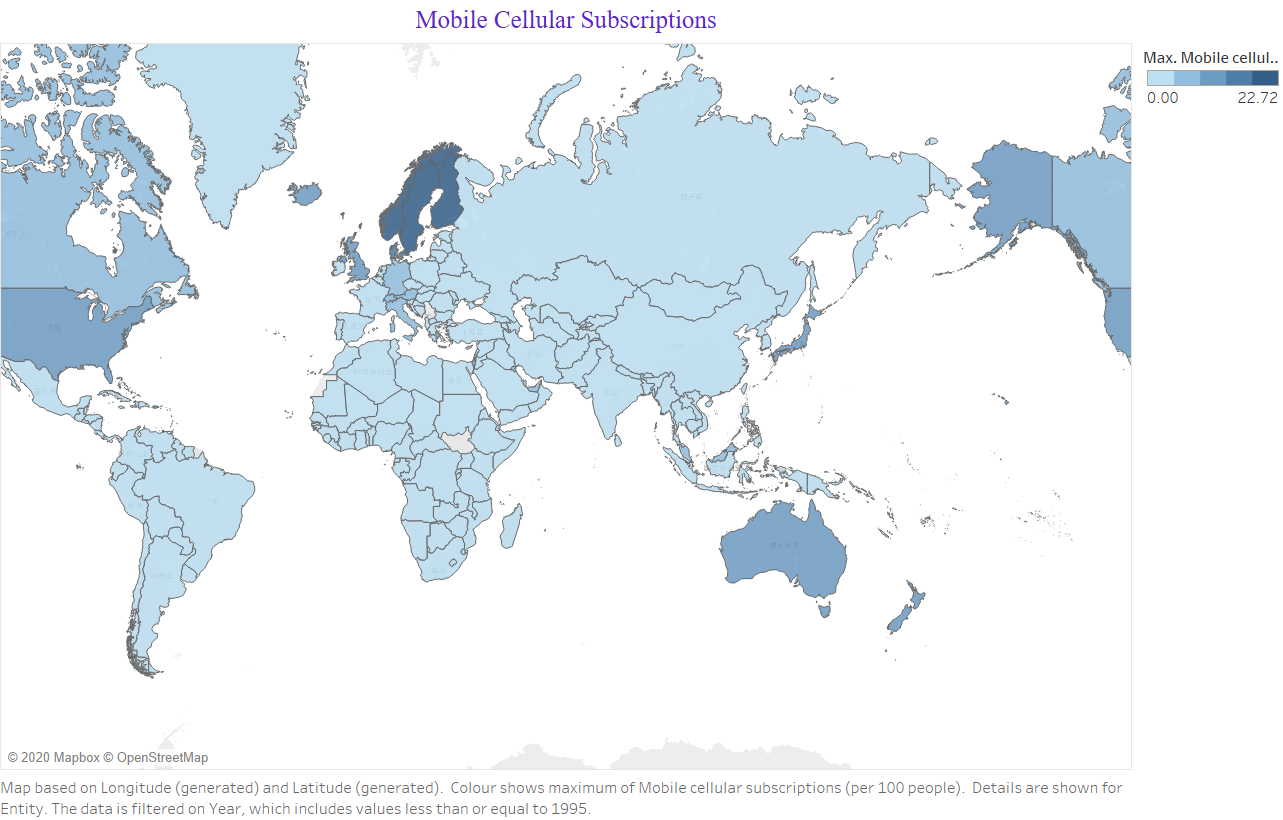 Mobile Cellular Subscriptions
Max. Mobile cellul..
0.00
22.72
© 2020 Mapbox © OpenStreetMap
Map based on Longitude (generated) and Latitude (generated).  Colour shows maximum of Mobile cellular subscriptions (per 100 people).  Details are shown for
Entity. The data is filtered on Year, which includes values less than or equal to 1995.